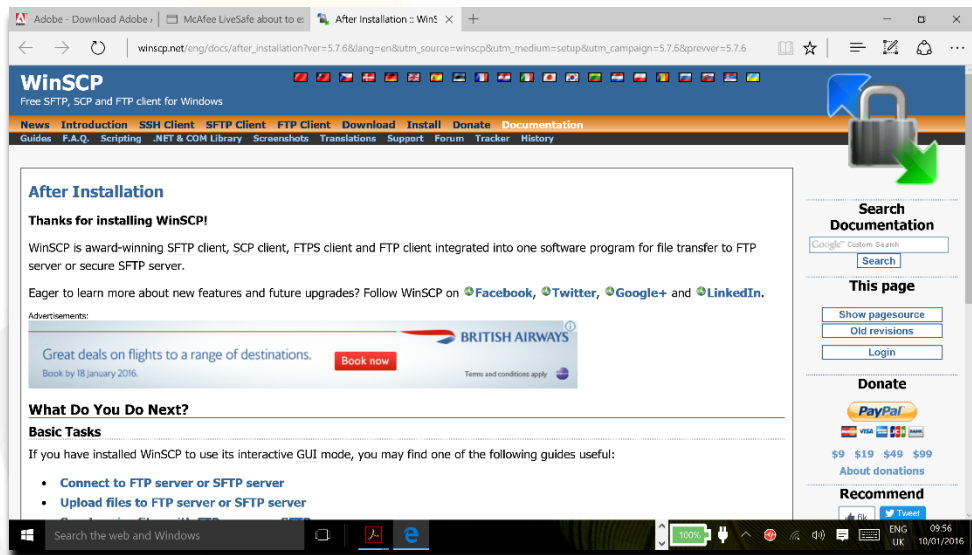 Adobe - Download Adobe
McAfee LiveSafe about to e:
After Installation :: WinS
winscp.net/eng/docs/after_installation?ver=5.7.6&lang=en&utm_source=winscp&utm_medium=setup&utm_campaign=5.7.6&prevver=5.7.6
WinSCP
Free SFTP, SCP and FTP client for Windows
News Introduction SSH Client SFTP Client FTP Client Download Install Donate Documentation
Guides F.A.Q. Scripting .NET & COM Library Screenshots Translations Support Forum Tracker History
After Installation
Thanks for installing WinSCP!
WinSCP is award-winning SFTP client, SCP client, FTPS client and FTP client integrated into one software program for file transfer to FTP
server or secure SFTP server.
Eager to learn more about new features and future upgrades? Follow WinSCP on Facebook, Twitter, Google+ and LinkedIn.
Advertisements:
BRITISH AIRWAYS
Great deals on flights to a range of destinations.
Book now
Book by 18 January 2016.
Terms and conditions apply
What Do You Do Next?
Basic Tasks
If you have installed WinSCP to use its interactive GUI mode, you may find one of the following guides useful:
Connect to FTP server or SFTP server
Upload files to FTP server or SFTP server
Search
Documentation
Google™ Custom Search
Search
This page
Show pagesource
Old revisions
Login
Donate
PayPal
VISA
$9 $19 $49 $99
About donations
Recommend
6k
Tweet
Search the web and Windows
100%
ENG
UK
09:56
10/01/2016